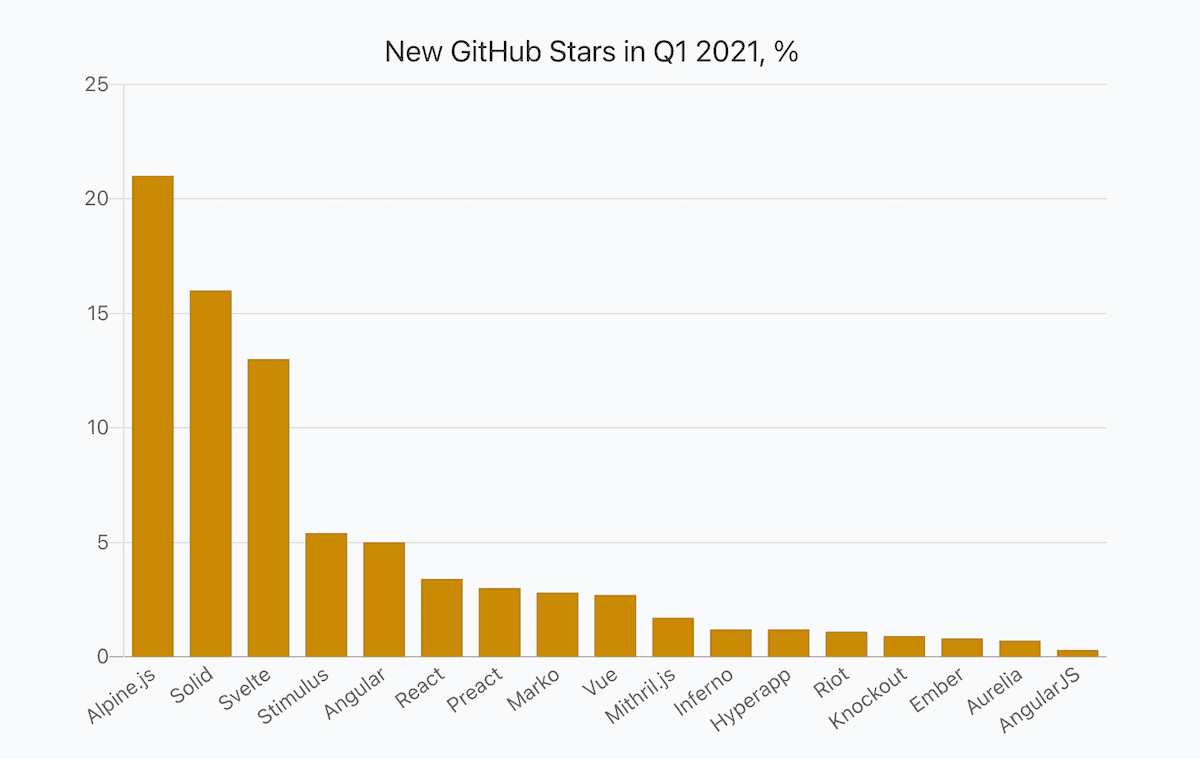 New GitHub Stars in Q1 2021, %
25
20
15
10
5
0
Alpine.js
Solid
Svelte
Stimulus
Angular
React
Preact
Marko
Vue
Mithril.js
Inferno
Hyperapp
Riot
Knockout
Ember
Aurelia
AngularJS